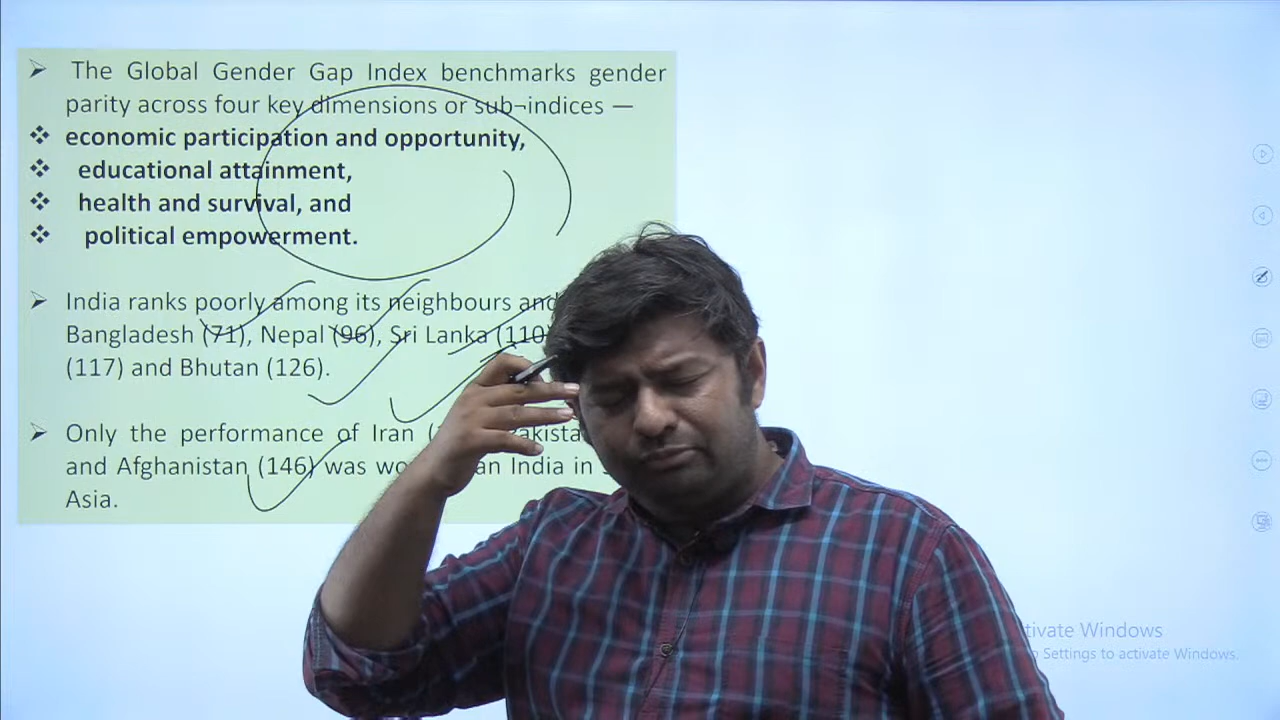 The Global Gender Gap Index benchmarks gender
parity across four key dimensions or sub¬indices —
economic participation and opportunity,
educational attainment,
health and survival, and
political empowerment.
India ranks poorly among its neighbours and
Bangladesh (71), Nepal (96), Sri Lanka (110)
(117) and Bhutan (126).
Only the performance of Iran
and Afghanistan (146) was India in
Asia.
tivate Windows
Settings to activate Windows.